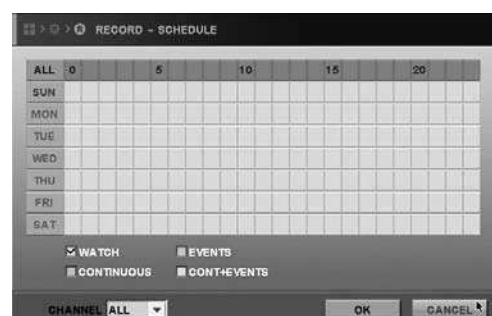 RECORD - SCHEDULE
ALL 0 5 10 15 20
SUN
MON
TUE
WED
THU
FRI
SAT
WATCH EVENTS
CONTINUOUS CONT+EVENTS
CHANNEL ALL OK CANCEL